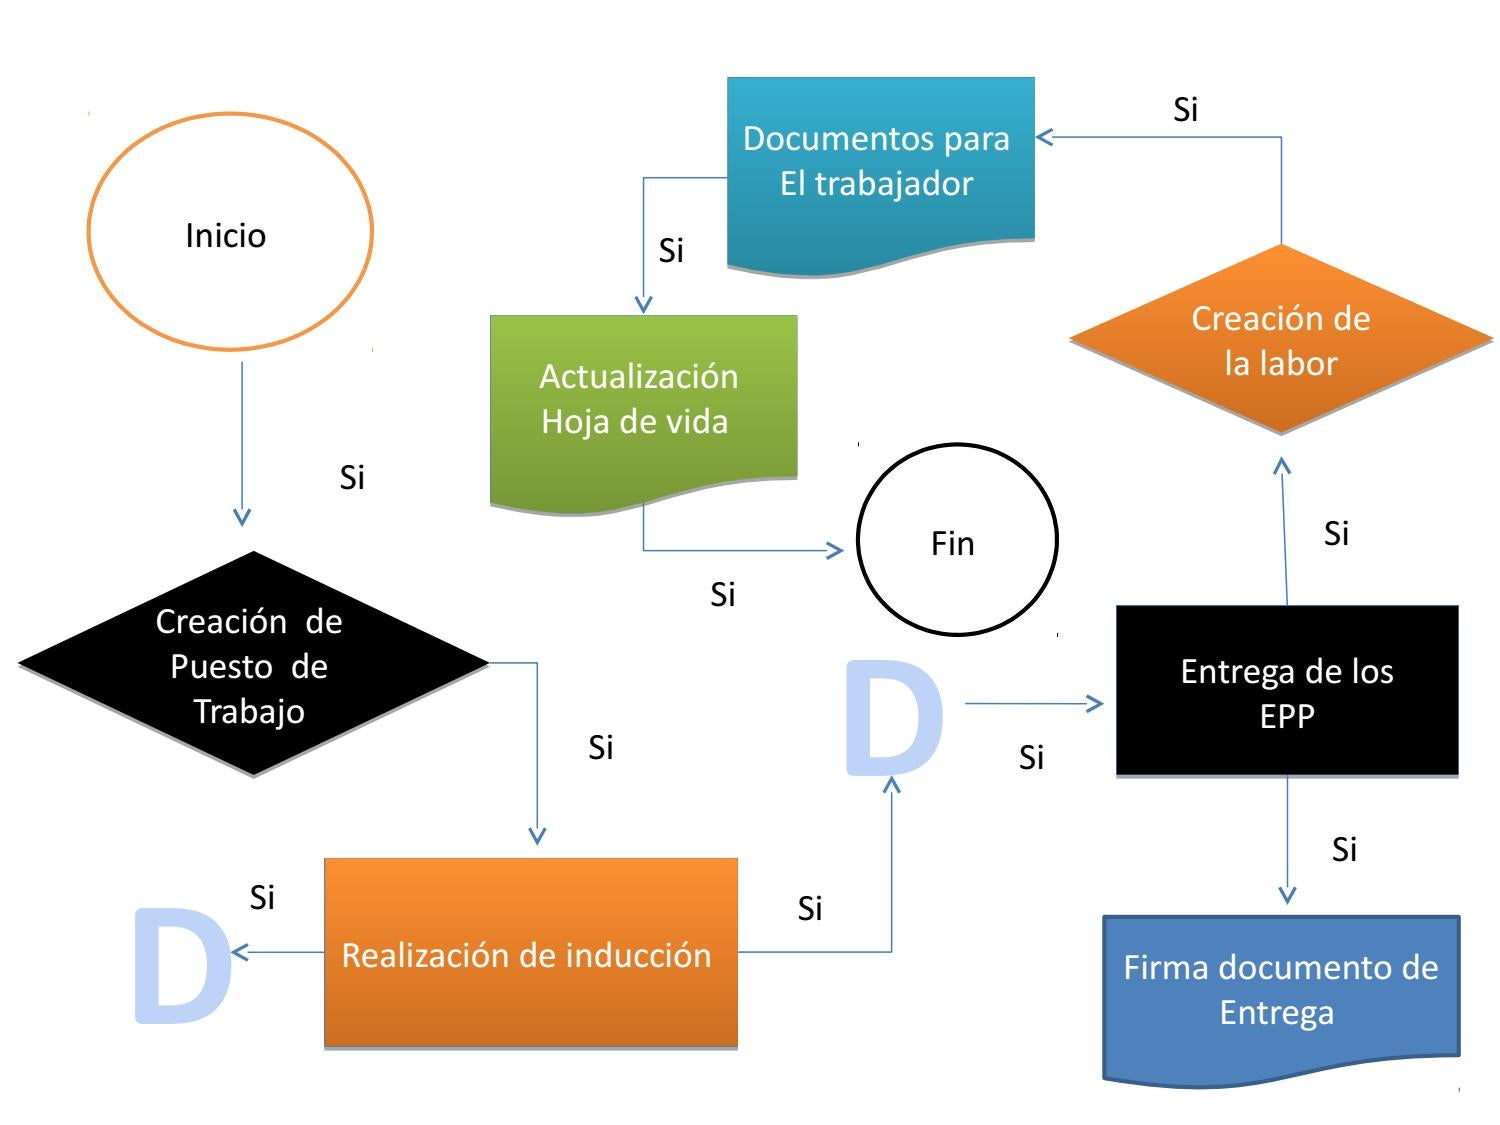 Inicio
Si
Creación de
Puesto de
Trabajo
Si
Realización de inducción
Si
D
Si
D
Si
Entrega de los
EPP
Si
Firma documento de
Entrega
Si
Creación de
la labor
Si
Documentos para
El trabajador
Si
Actualización
Hoja de vida
Si
Fin